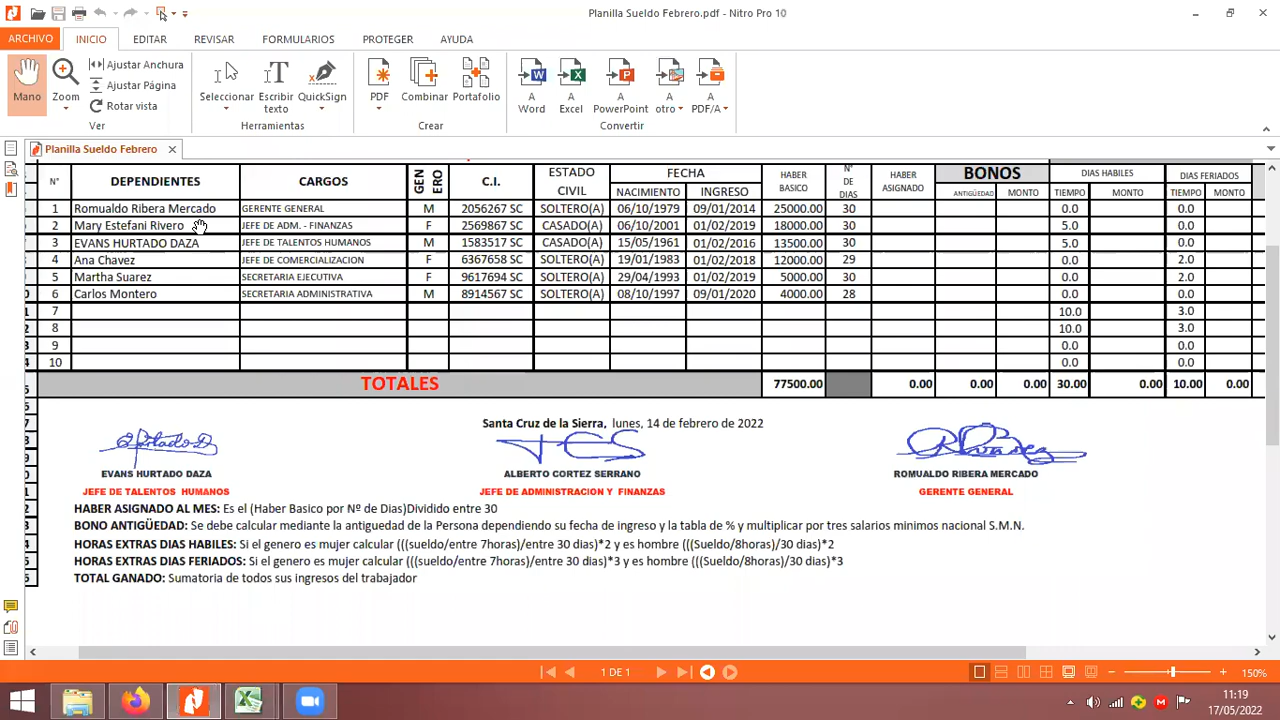 Planilla Sueldo Febrero.pdf - Nitro Pro 10
ARCHIVO INICIO EDITAR REVISAR FORMULARIOS PROTEGER AYUDA
Mano
Zoom
Ajustar Anchura
Ajustar Página
Rotar vista
Ver
Seleccionar
Escribir texto
QuickSign
Herramientas
PDF
Combinar
Portafolio
Crear
A Word
A Excel
A PowerPoint
A otro
A PDF/A
Convertir
Planilla Sueldo Febrero
N° DEPENDIENTES CARGOS GENERO C.I. ESTADO CIVIL FECHA NACIMIENTO INGRESO HABER BASICO N° DE DIAS HABER ASIGNADO BONOS ANTIGÜEDAD MONTO DIAS HABILES TIEMPO MONTO DIAS FERIADOS TIEMPO MONTO
1 Romualdo Ribera Mercado GERENTE GENERAL M 2056267 SC SOLTERO(A) 06/10/1979 09/01/2014 25000.00 30 0.0 0.0
2 Mary Estefani Rivero JEFE DE ADM. - FINANZAS F 2569867 SC CASADO(A) 06/10/2001 01/02/2019 18000.00 30 5.0 0.0
3 EVANS HURTADO DAZA JEFE DE TALENTOS HUMANOS M 1583517 SC CASADO(A) 15/05/1961 01/02/2016 13500.00 30 5.0 0.0
4 Ana Chavez JEFE DE COMERCIALIZACION F 6367658 SC SOLTERO(A) 19/01/1983 01/02/2018 12000.00 29 0.0 2.0
5 Martha Suarez SECRETARIA EJECUTIVA F 9617694 SC SOLTERO(A) 29/04/1993 01/02/2019 5000.00 30 0.0 2.0
6 Carlos Montero SECRETARIA ADMINISTRATIVA M 8914567 SC SOLTERO(A) 08/10/1997 09/01/2020 4000.00 28 0.0 0.0
7 10.0 3.0
8 10.0 3.0
9 0.0 0.0
10 0.0 0.0
TOTALES 77500.00 0.00 0.00 0.00 30.00 0.00 10.00 0.00
Santa Cruz de la Sierra, lunes, 14 de febrero de 2022
EVANS HURTADO DAZA ALBERTO CORTEZ SERRANO ROMUALDO RIBERA MERCADO
JEFE DE TALENTOS HUMANOS JEFE DE ADMINISTRACION Y FINANZAS GERENTE GENERAL
HABER ASIGNADO AL MES: Es el (Haber Basico por Nº de Dias)Dividido entre 30
BONO ANTIGÜEDAD: Se debe calcular mediante la antiguedad de la Persona dependiendo su fecha de ingreso y la tabla de % y multiplicar por tres salarios minimos nacional S.M.N.
HORAS EXTRAS DIAS HABILES: Si el genero es mujer calcular (((sueldo/entre 7horas)/entre 30 dias)*2 y es hombre (((Sueldo/8horas)/30 dias)*2
HORAS EXTRAS DIAS FERIADOS: Si el genero es mujer calcular (((sueldo/entre 7horas)/entre 30 dias)*3 y es hombre (((Sueldo/8horas)/30 dias)*3
TOTAL GANADO: Sumatoria de todos sus ingresos del trabajador
1 DE 1
150%
11:19
17/05/2022